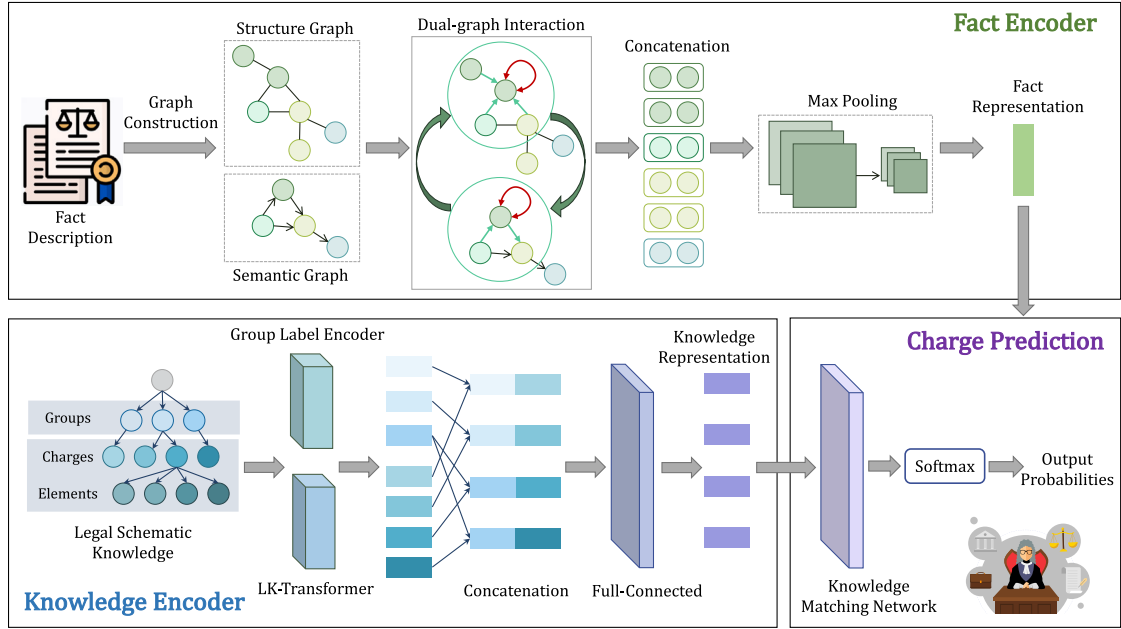 Fact Encoder
Structure Graph
Dual-graph Interaction
Concatenation
Graph
Construction
Max Pooling
Fact
Representation
Fact
Description
Semantic Graph
Knowledge Encoder
Group Label Encoder
Knowledge
Representation
Groups
Charges
Elements
Legal Schematic
Knowledge
LK-Transformer
Concatenation
Full-Connected
Charge Prediction
Softmax
Output
Probabilities
Knowledge
Matching Network